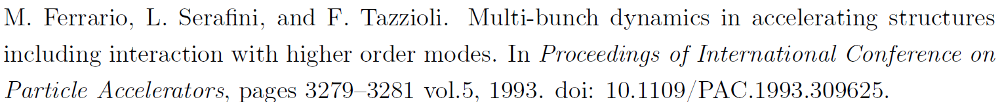 M. Ferrario, L. Serafini, and F. Tazzioli. Multi-bunch dynamics in accelerating structures
including interaction with higher order modes. In Proceedings of International Conference on
Particle Accelerators, pages 3279–3281 vol.5, 1993. doi: 10.1109/PAC.1993.309625.